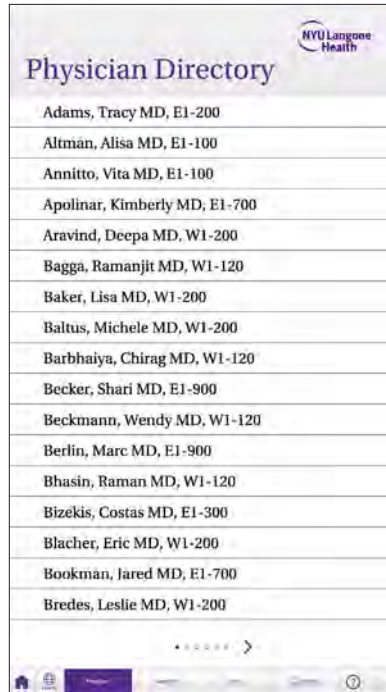 NYU Langone
Health
Physician Directory
Adams, Tracy MD, E1-200
Altman, Alisa MD, E1-100
Annitto, Vita MD, E1-100
Apolinar, Kimberly MD, E1-700
Aravind, Deepa MD, W1-200
Bagga, Ramanjit MD, W1-120
Baker, Lisa MD, W1-200
Baltus, Michele MD, W1-200
Barbhaiya, Chirag MD, W1-120
Becker, Shari MD, E1-900
Beckmann, Wendy MD, W1-120
Berlin, Marc MD, E1-900
Bhasin, Raman MD, W1-120
Bizekis, Costas MD, E1-300
Blacher, Eric MD, W1-200
Bookman, Jared MD, E1-700
Bredes, Leslie MD, W1-200